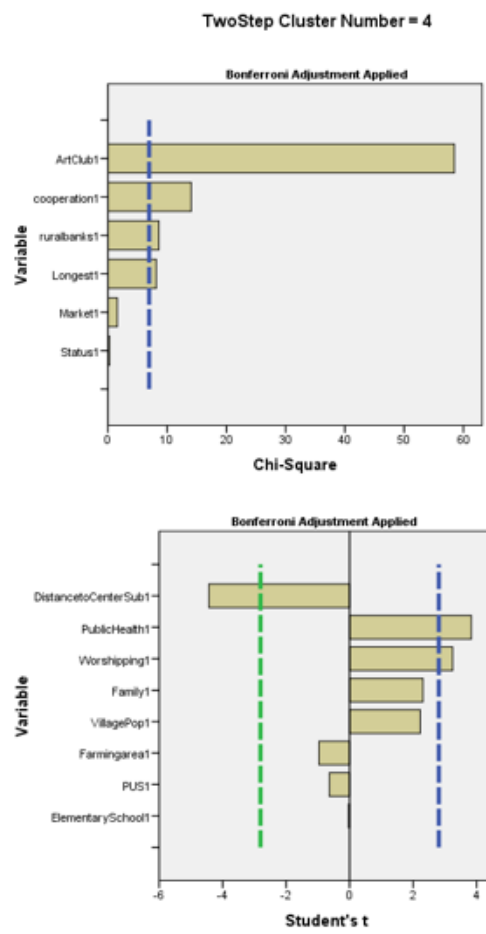 TwoStep Cluster Number = 4
Bonferroni Adjustment Applied
Variable
ArtClub1
cooperation1
ruralbanks1
Longest1
Market1
Status1
0 10 20 30 40 50 60
Chi-Square
Bonferroni Adjustment Applied
Variable
DistancetoCenterSub1
PublicHealth1
Worshipping1
Family1
VillagePop1
Farmingarea1
PUS1
ElementarySchool1
-6 -4 -2 0 2 4
Student's t